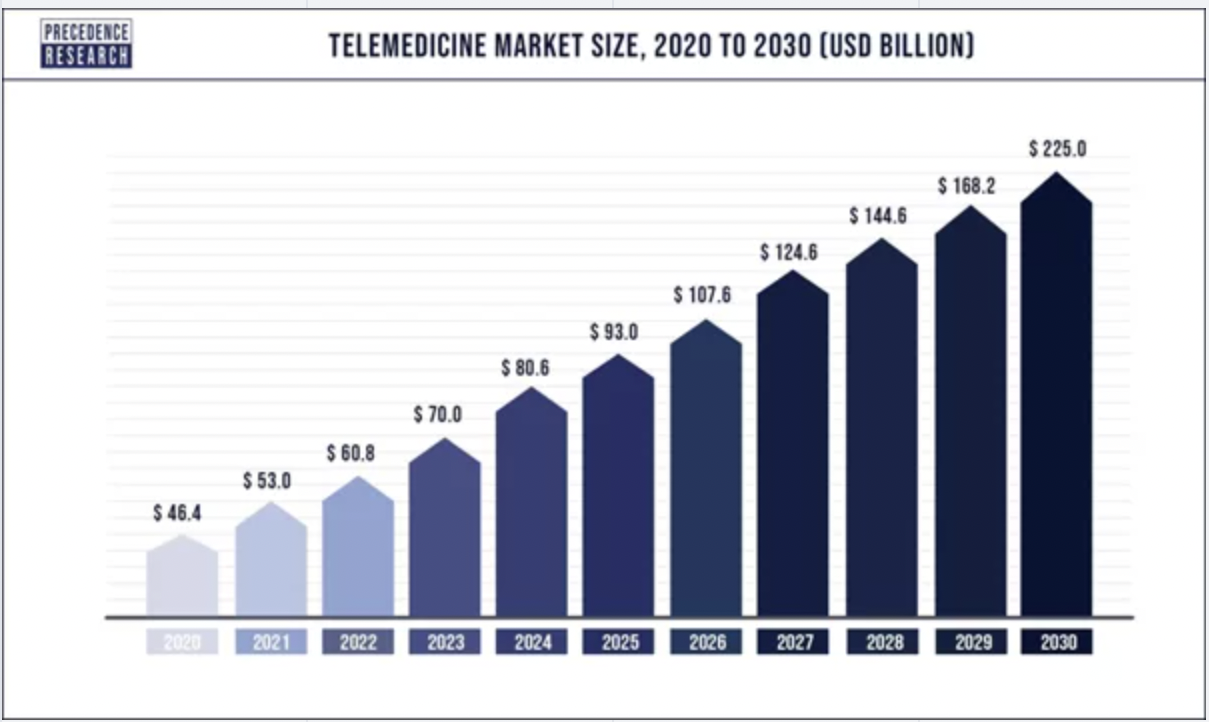 PRECEDENCE
RESEARCH
TELEMEDICINE MARKET SIZE, 2020 TO 2030 (USD BILLION)
$ 46.4
$ 53.0
$ 60.8
$ 70.0
$ 80.6
$ 93.0
$ 107.6
$ 124.6
$ 144.6
$ 168.2
$ 225.0
2020 2021 2022 2023 2024 2025 2026 2027 2028 2029 2030